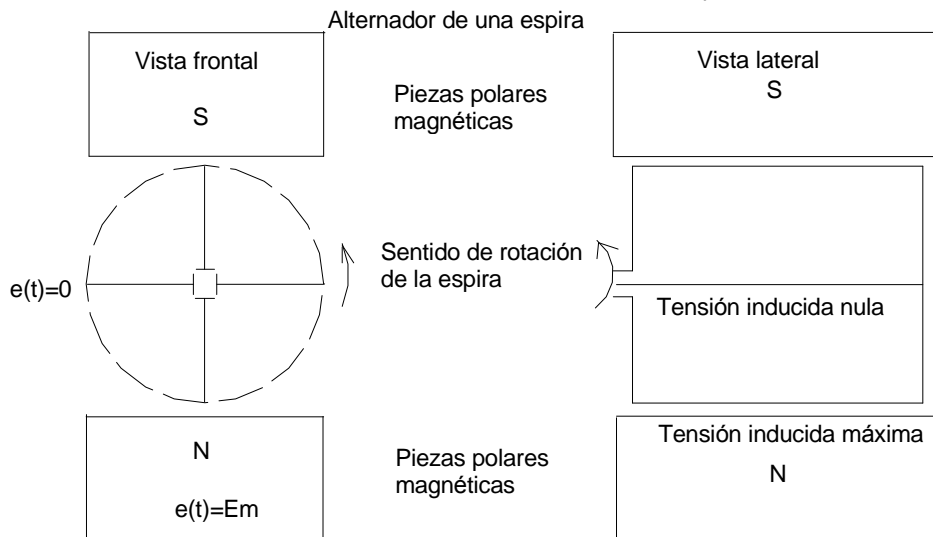 Alternador de una espira
Vista frontal
S
Piezas polares
magnéticas
Vista lateral
S
e(t)=0
Sentido de rotación
de la espira
Tensión inducida nula
N
e(t)=Em
Piezas polares
magnéticas
Tensión inducida máxima
N